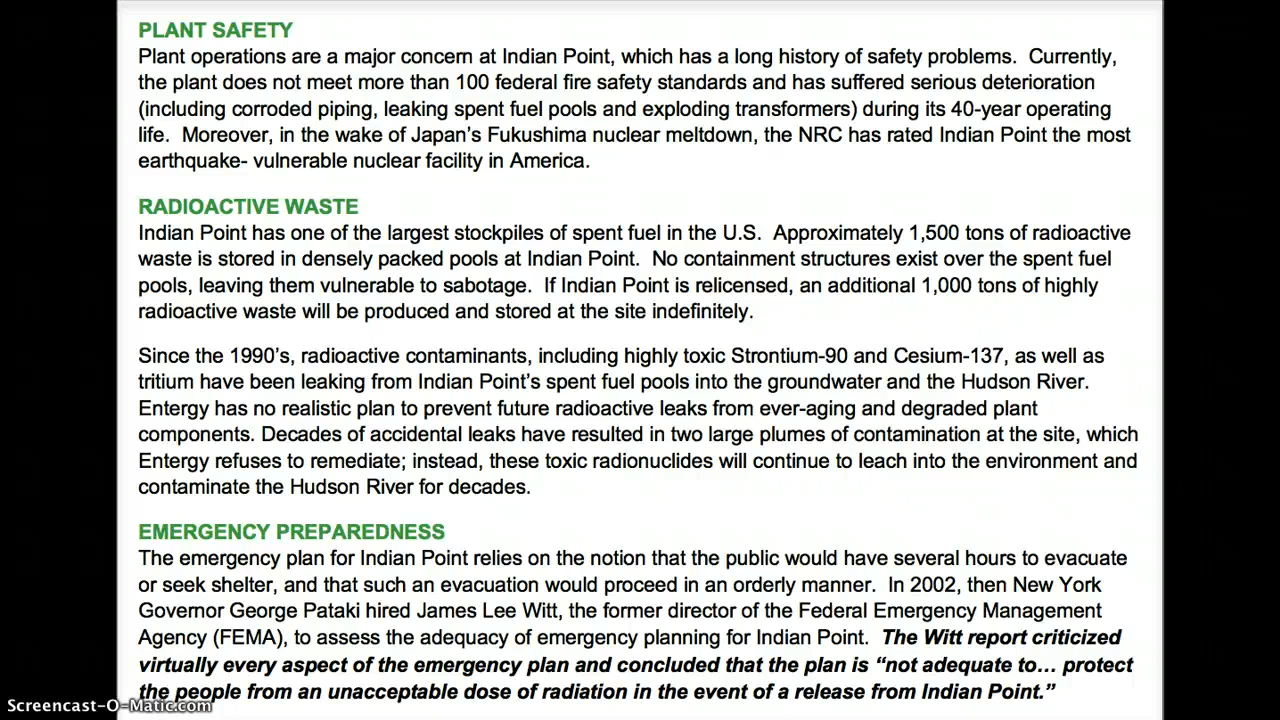 PLANT SAFETY
Plant operations are a major concern at Indian Point, which has a long history of safety problems.  Currently,
the plant does not meet more than 100 federal fire safety standards and has suffered serious deterioration
(including corroded piping, leaking spent fuel pools and exploding transformers) during its 40-year operating
life.  Moreover, in the wake of Japan's Fukushima nuclear meltdown, the NRC has rated Indian Point the most
earthquake- vulnerable nuclear facility in America.
RADIOACTIVE WASTE
Indian Point has one of the largest stockpiles of spent fuel in the U.S.  Approximately 1,500 tons of radioactive
waste is stored in densely packed pools at Indian Point.  No containment structures exist over the spent fuel
pools, leaving them vulnerable to sabotage.  If Indian Point is relicensed, an additional 1,000 tons of highly
radioactive waste will be produced and stored at the site indefinitely.
Since the 1990's, radioactive contaminants, including highly toxic Strontium-90 and Cesium-137, as well as
tritium have been leaking from Indian Point's spent fuel pools into the groundwater and the Hudson River.
Entergy has no realistic plan to prevent future radioactive leaks from ever-aging and degraded plant
components. Decades of accidental leaks have resulted in two large plumes of contamination at the site, which
Entergy refuses to remediate; instead, these toxic radionuclides will continue to leach into the environment and
contaminate the Hudson River for decades.
EMERGENCY PREPAREDNESS
The emergency plan for Indian Point relies on the notion that the public would have several hours to evacuate
or seek shelter, and that such an evacuation would proceed in an orderly manner.  In 2002, then New York
Governor George Pataki hired James Lee Witt, the former director of the Federal Emergency Management
Agency (FEMA), to assess the adequacy of emergency planning for Indian Point.  The Witt report criticized
virtually every aspect of the emergency plan and concluded that the plan is "not adequate to… protect
the people from an unacceptable dose of radiation in the event of a release from Indian Point."
Screencast-O-Matic.com